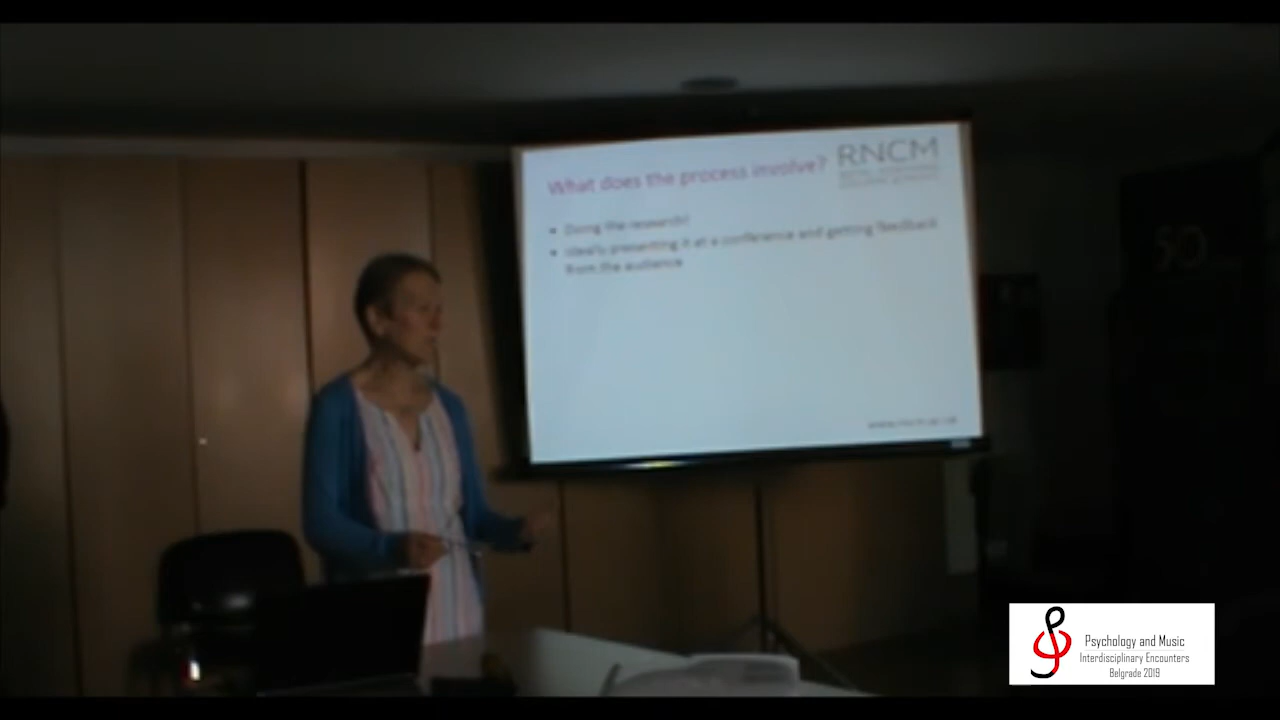 What does the process involve?
RNCM
• Doing the research!
• Ideally presenting it at a conference and getting feedback
from the audience
50
Psychology and Music
Interdisciplinary Encounters
Belgrade 2019